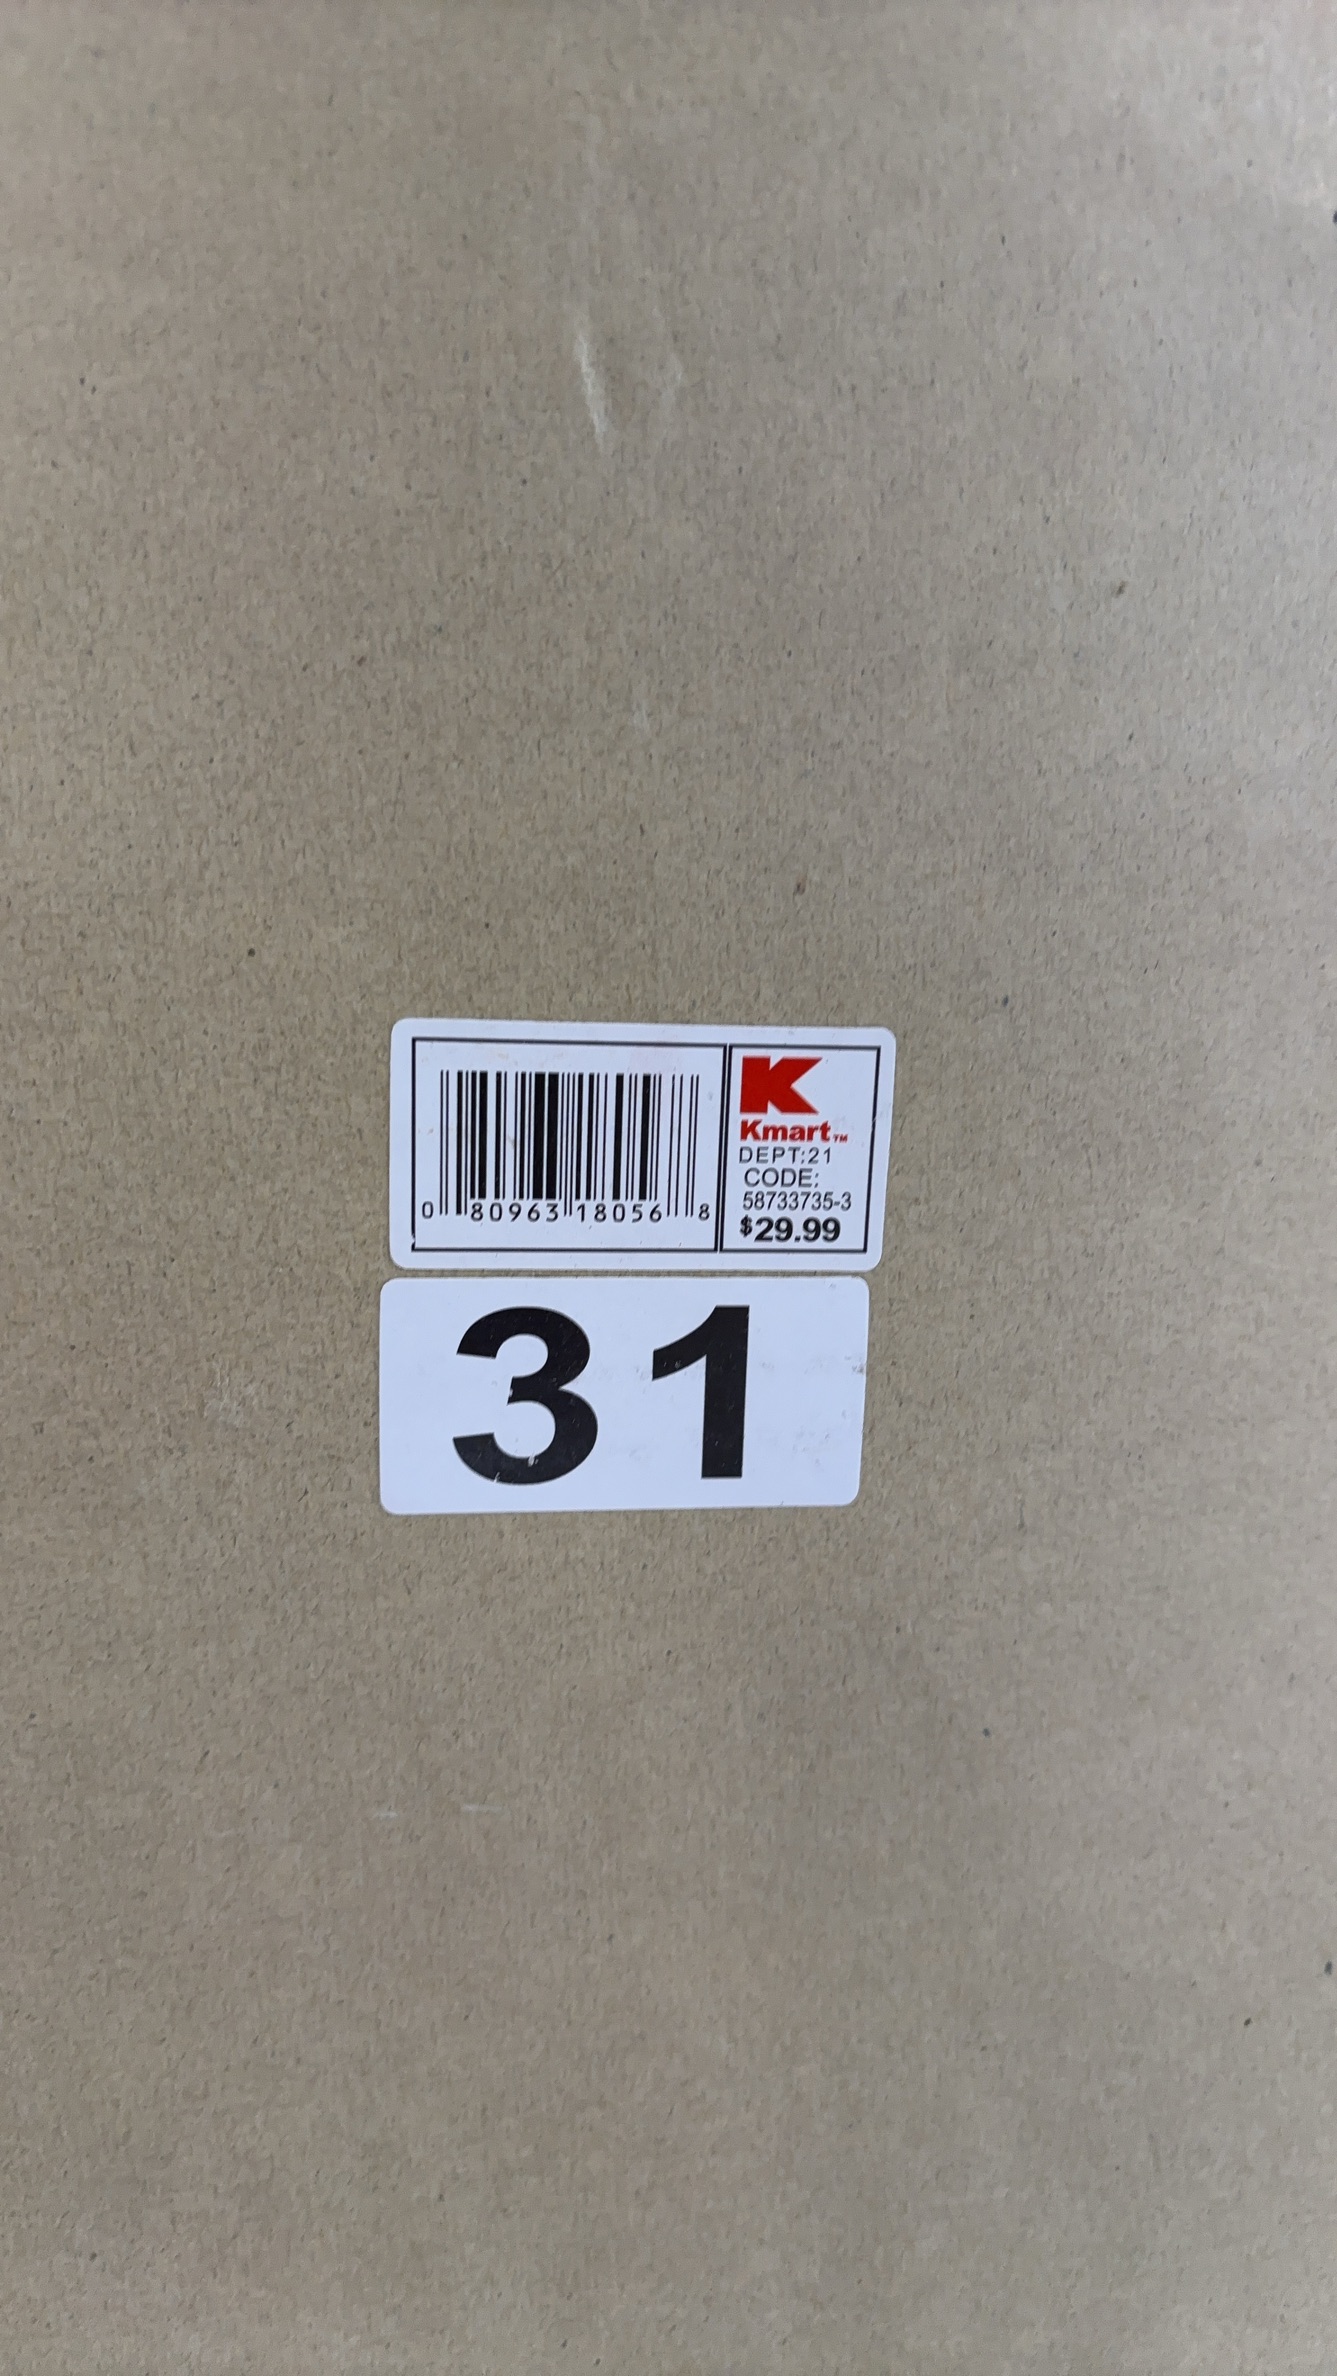 0 80963 18056 8
K
Kmart™
DEPT:21
CODE:
58733735-3
$29.99
31